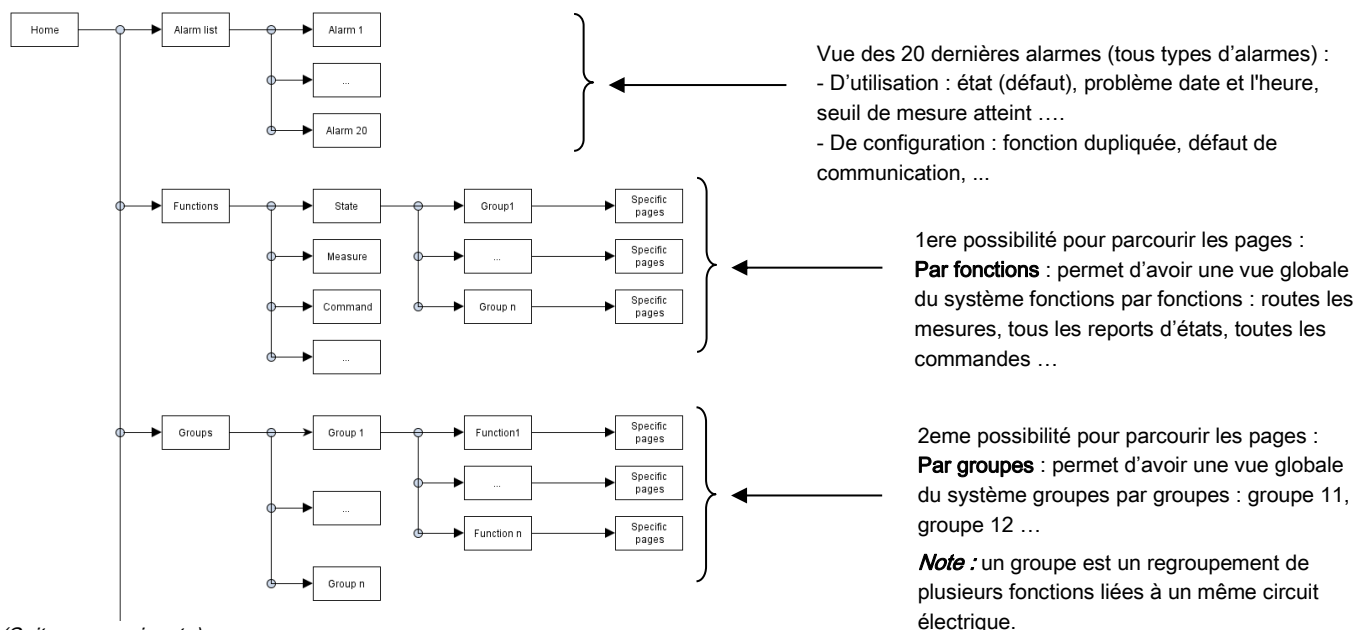 Home
Alarm list
Alarm 1
...
Alarm 20
Vue des 20 dernières alarmes (tous types d'alarmes) :
- D'utilisation : état (défaut), problème date et l'heure,
seuil de mesure atteint ….
- De configuration : fonction dupliquée, défaut de
communication, ...
Functions
State
Group1
Specific
pages
Measure
...
Specific
pages
Command
Group n
Specific
pages
...
1ere possibilité pour parcourir les pages :
Par fonctions : permet d'avoir une vue globale
du système fonctions par fonctions : routes les
mesures, tous les reports d'états, toutes les
commandes …
Groups
Group 1
Function1
Specific
pages
...
...
Specific
pages
Function n
Specific
pages
Group n
2eme possibilité pour parcourir les pages :
Par groupes : permet d'avoir une vue globale
du système groupes par groupes : groupe 11,
groupe 12 …
Note : un groupe est un regroupement de
plusieurs fonctions liées à un même circuit
électrique.